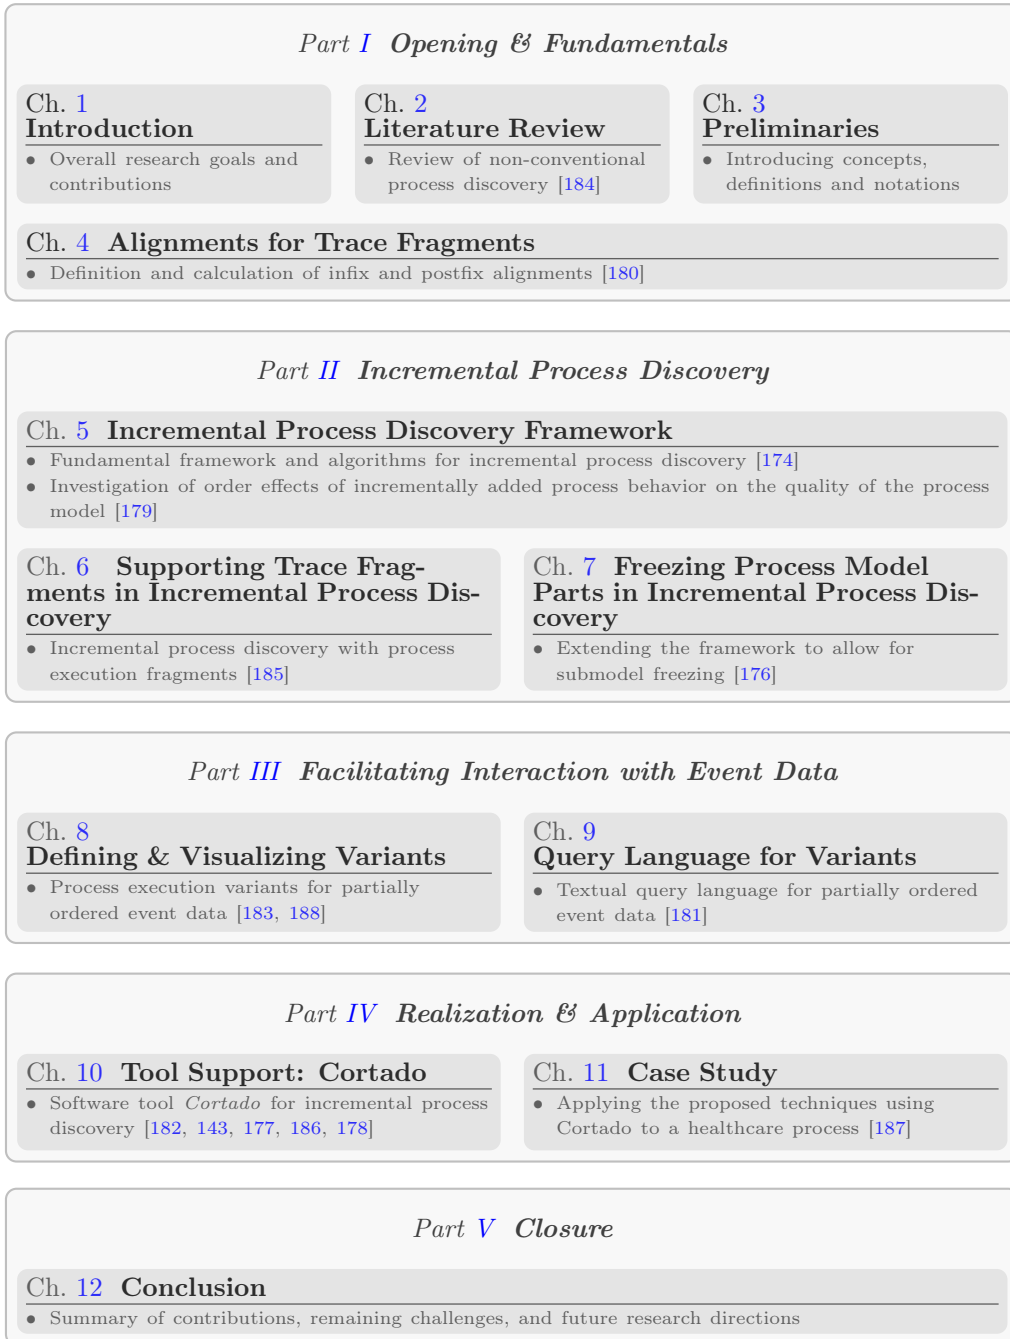 Part I Opening & Fundamentals
Ch. 1
Introduction
• Overall research goals and
contributions
Ch. 2
Literature Review
• Review of non-conventional
process discovery [184]
Ch. 3
Preliminaries
• Introducing concepts,
definitions and notations
Ch. 4 Alignments for Trace Fragments
• Definition and calculation of infix and postfix alignments [180]
Part II Incremental Process Discovery
Ch. 5 Incremental Process Discovery Framework
• Fundamental framework and algorithms for incremental process discovery [174]
• Investigation of order effects of incrementally added process behavior on the quality of the process
model [179]
Ch. 6 Supporting Trace Frag-
ments in Incremental Process Dis-
covery
• Incremental process discovery with process
execution fragments [185]
Ch. 7 Freezing Process Model
Parts in Incremental Process Dis-
covery
• Extending the framework to allow for
submodel freezing [176]
Part III Facilitating Interaction with Event Data
Ch. 8
Defining & Visualizing Variants
• Process execution variants for partially
ordered event data [183, 188]
Ch. 9
Query Language for Variants
• Textual query language for partially ordered
event data [181]
Part IV Realization & Application
Ch. 10 Tool Support: Cortado
• Software tool Cortado for incremental process
discovery [182, 143, 177, 186, 178]
Ch. 11 Case Study
• Applying the proposed techniques using
Cortado to a healthcare process [187]
Part V Closure
Ch. 12 Conclusion
• Summary of contributions, remaining challenges, and future research directions